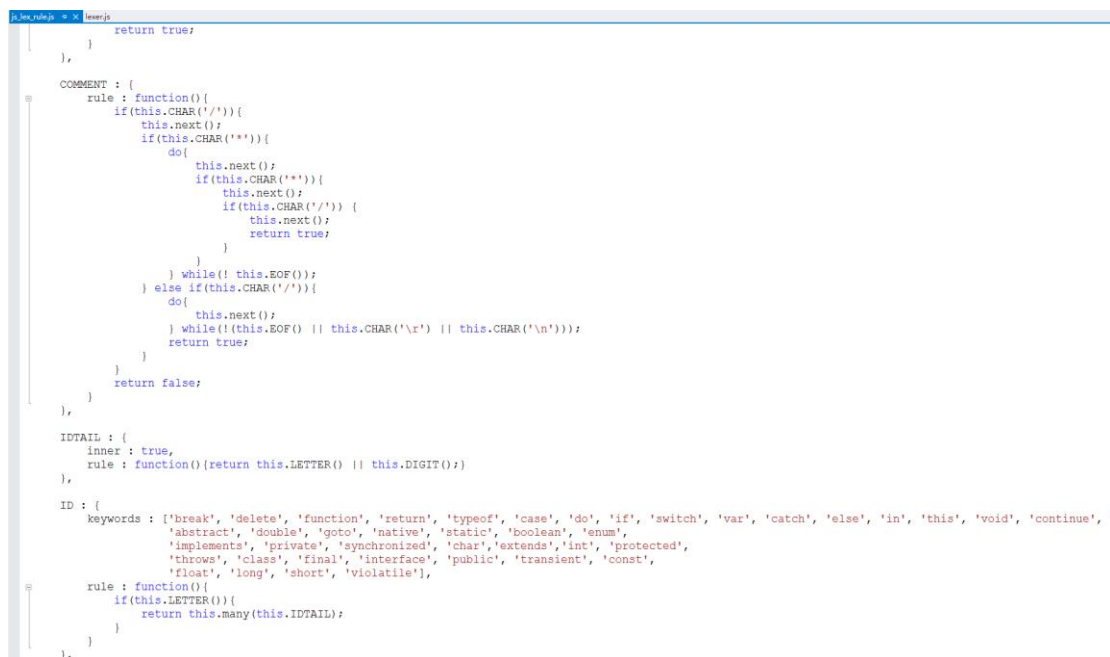 js_lex_rule.js lexer.js
return true;
}
},
COMMENT : {
rule : function(){
if(this.CHAR('/')){
this.next();
if(this.CHAR('*')){
do{
this.next();
if(this.CHAR('*')){
this.next();
if(this.CHAR('/')) {
this.next();
return true;
}
}
} while(! this.EOF());
} else if(this.CHAR('/')){
do{
this.next();
} while(!(this.EOF() || this.CHAR('\r') || this.CHAR('\n')));
return true;
}
}
return false;
}
},
IDTAIL : {
inner : true,
rule : function(){return this.LETTER() || this.DIGIT();}
},
ID : {
keywords : ['break', 'delete', 'function', 'return', 'typeof', 'case', 'do', 'if', 'switch', 'var', 'catch', 'else', 'in', 'this', 'void', 'continue',
'abstract', 'double', 'goto', 'native', 'static', 'boolean', 'enum',
'implements', 'private', 'synchronized', 'char','extends','int', 'protected',
'throws', 'class', 'final', 'interface', 'public', 'transient', 'const',
'float', 'long', 'short', 'violatile'],
rule : function(){
if(this.LETTER()){
return this.many(this.IDTAIL);
}
}
},